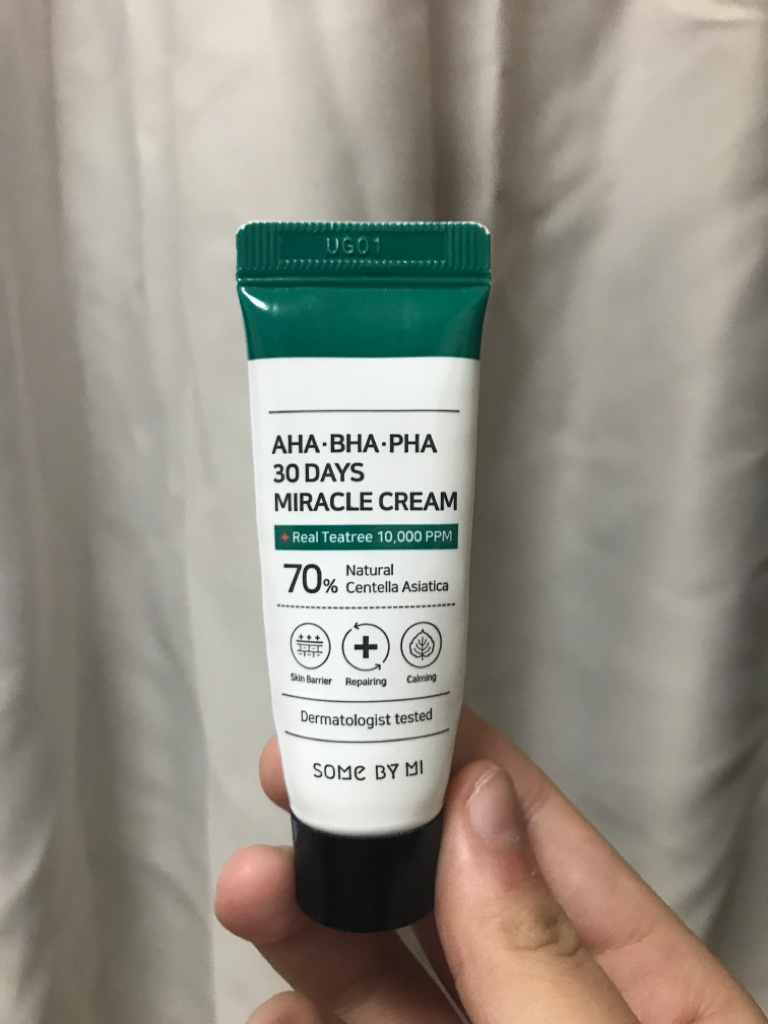 UG01
AHA·BHA·PHA
30 DAYS
MIRACLE CREAM
Real Teatree 10,000 PPM
70% Natural
Centella Asiatica
Skin Barrier Repairing Calming
Dermatologist tested
SOME BY MI